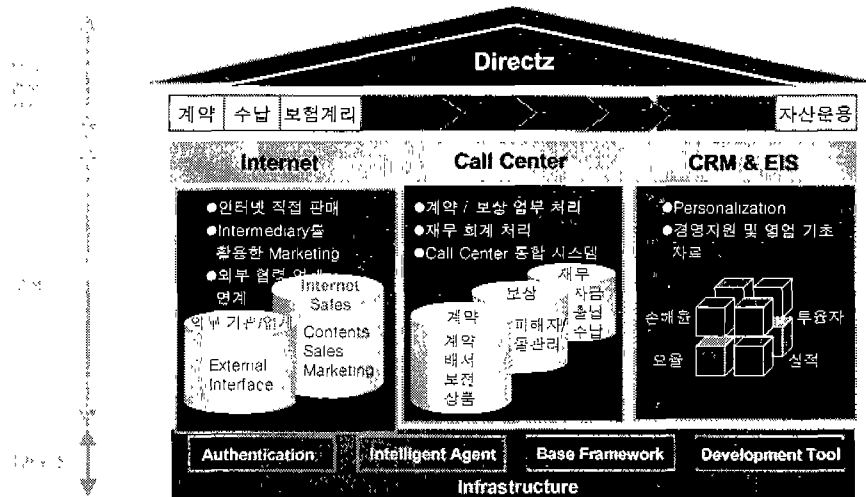 Directz
계약 수납 보험계리 자산운용
Internet Call Center CRM & EIS
●인터넷 직접 판매
●Intermediary를
활용한 Marketing
●외부 협력
연계
Internet
Sales
Contents
Sales
Marketing
External
Interface
●계약 / 보상 업무 처리
●재무 회계 처리
●Call Center 통합 시스템
계약
계약
배서
보전
상품
보상
피해자/
물관리
재무
자금
출납
수납
●Personalization
●경영지원 및 영업 기초
자료
손해율 투융자
요율 실적
Authentication Intelligent Agent Base Framework Development Tool
Infrastructure